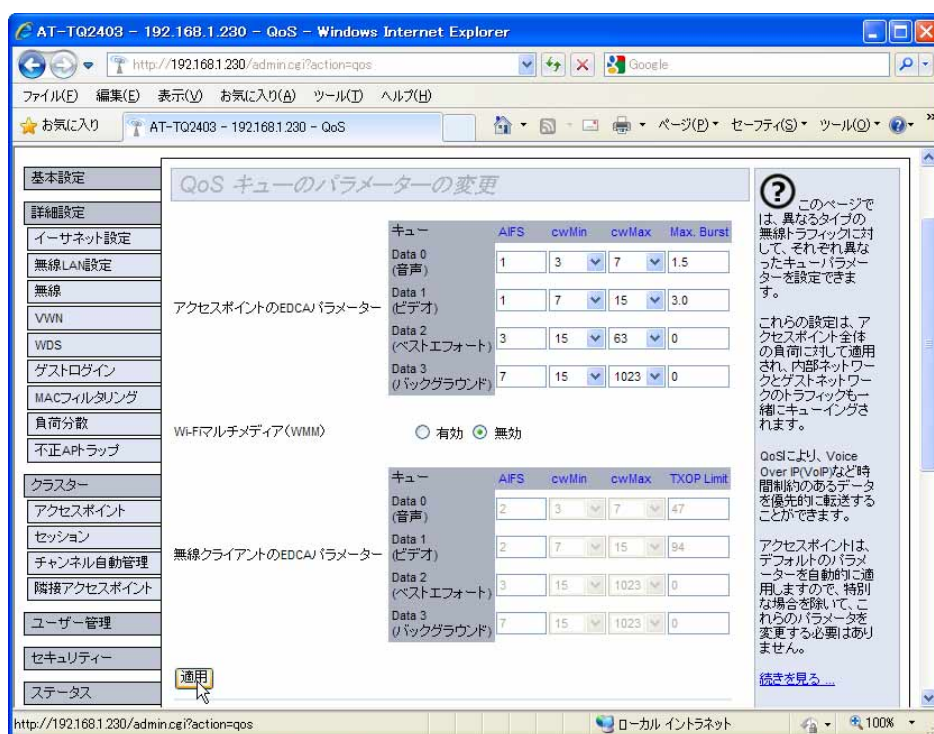 AT-TQ2403 - 192.168.1.230 - QoS - Windows Internet Explorer
http://192.168.1.230/admin.cgi?action=qos
Google
ファイル(F) 編集(E) 表示(V) お気に入り(A) ツール(T) ヘルプ(H)
お気に入り
AT-TQ2403 - 192.168.1.230 - QoS
ページ(P) セーフティ(S) ツール(O)
基本設定
詳細設定
イーサネット設定
無線LAN設定
無線
VWN
WDS
ゲストログイン
MACフィルタリング
負荷分散
不正APトラップ
クラスター
アクセスポイント
セッション
チャンネル自動管理
隣接アクセスポイント
ユーザー管理
セキュリティー
ステータス
QoS キューのパラメーターの変更
アクセスポイントのEDCAパラメーター
キュー AIFS cwMin cwMax Max. Burst
Data 0
(音声) 1 3 7 1.5
Data 1
(ビデオ) 1 7 15 3.0
Data 2
(ベストエフォート) 3 15 63 0
Data 3
(バックグラウンド) 7 15 1023 0
Wi-Fiマルチメディア(WMM) 有効 無効
無線クライアントのEDCAパラメーター
キュー AIFS cwMin cwMax TXOP Limit
Data 0
(音声) 2 3 7 47
Data 1
(ビデオ) 2 7 15 94
Data 2
(ベストエフォート) 3 15 1023 0
Data 3
(バックグラウンド) 7 15 1023 0
適用
このページで
は、異なるタイプの
無線トラフィックに対
して、それぞれ異な
ったキューパラメー
ターを設定できま
す。
これらの設定は、ア
クセスポイント全体
の負荷に対して適用
され、内部ネットワー
クとゲストネットワー
クのトラフィックも一
緒にキューイングさ
れます。
QoSにより、Voice
Over IP(VoIP)など時
間制約のあるデータ
を優先的に転送する
ことができます。
アクセスポイントは、
デフォルトのパラメ
ーターを自動的に適
用しますので、特別
な場合を除いて、こ
れらのパラメータを
変更する必要はあり
ません。
続きを見る ...
http://192.168.1.230/admin.cgi?action=qos
ローカル イントラネット
100%